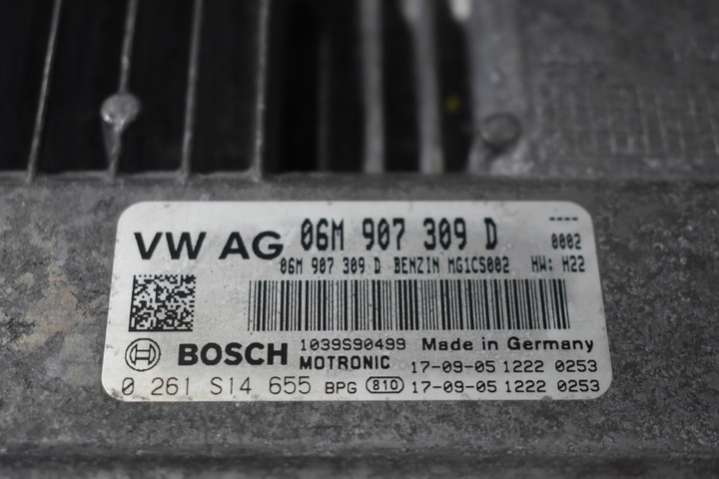 VW AG 06M 907 309 D ----
0002
06M 907 309 D BENZIN MG1CS002 HW: H22
BOSCH 1039S90499 Made in Germany
MOTRONIC 17-09-05 1222 0253
0 261 S14 655 BPG 810 17-09-05 1222 0253